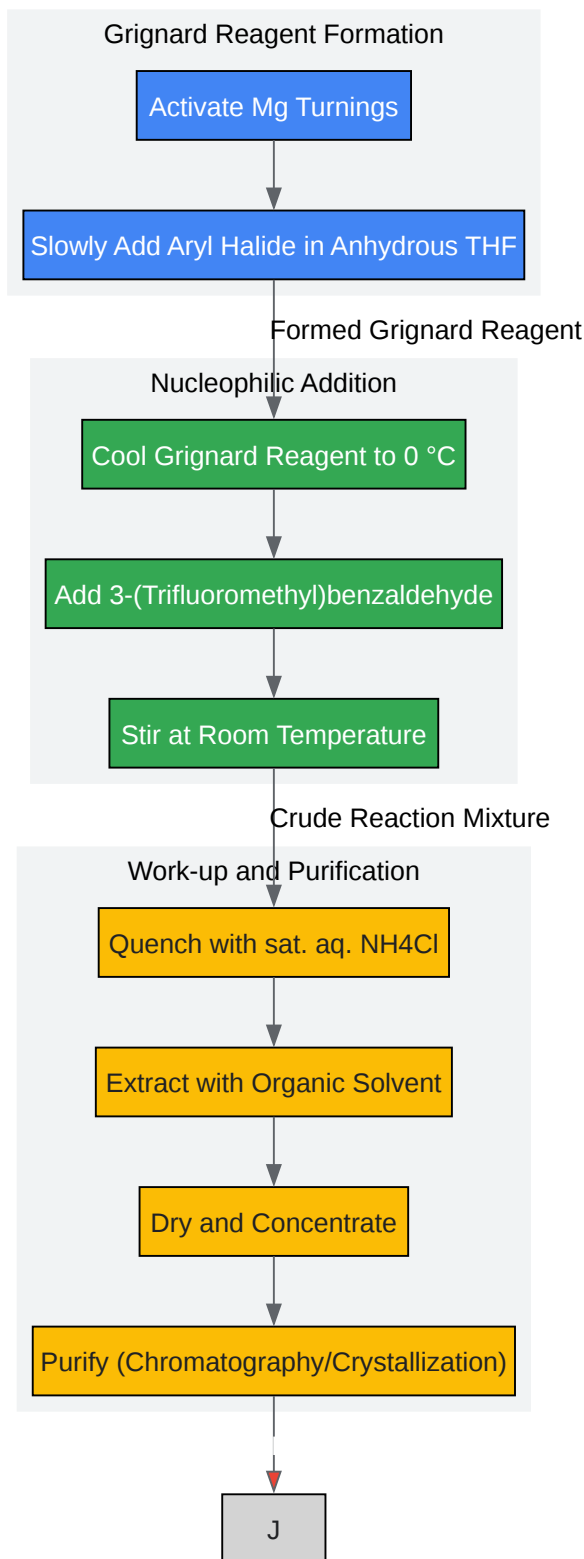 Grignard Reagent Formation
Activate Mg Turnings
Slowly Add Aryl Halide in Anhydrous THF
Formed Grignard Reagent
Nucleophilic Addition
Cool Grignard Reagent to 0 °C
Add 3-(Trifluoromethyl)benzaldehyde
Stir at Room Temperature
Crude Reaction Mixture
Work-up and Purification
Quench with sat. aq. NH4Cl
Extract with Organic Solvent
Dry and Concentrate
Purify (Chromatography/Crystallization)
J